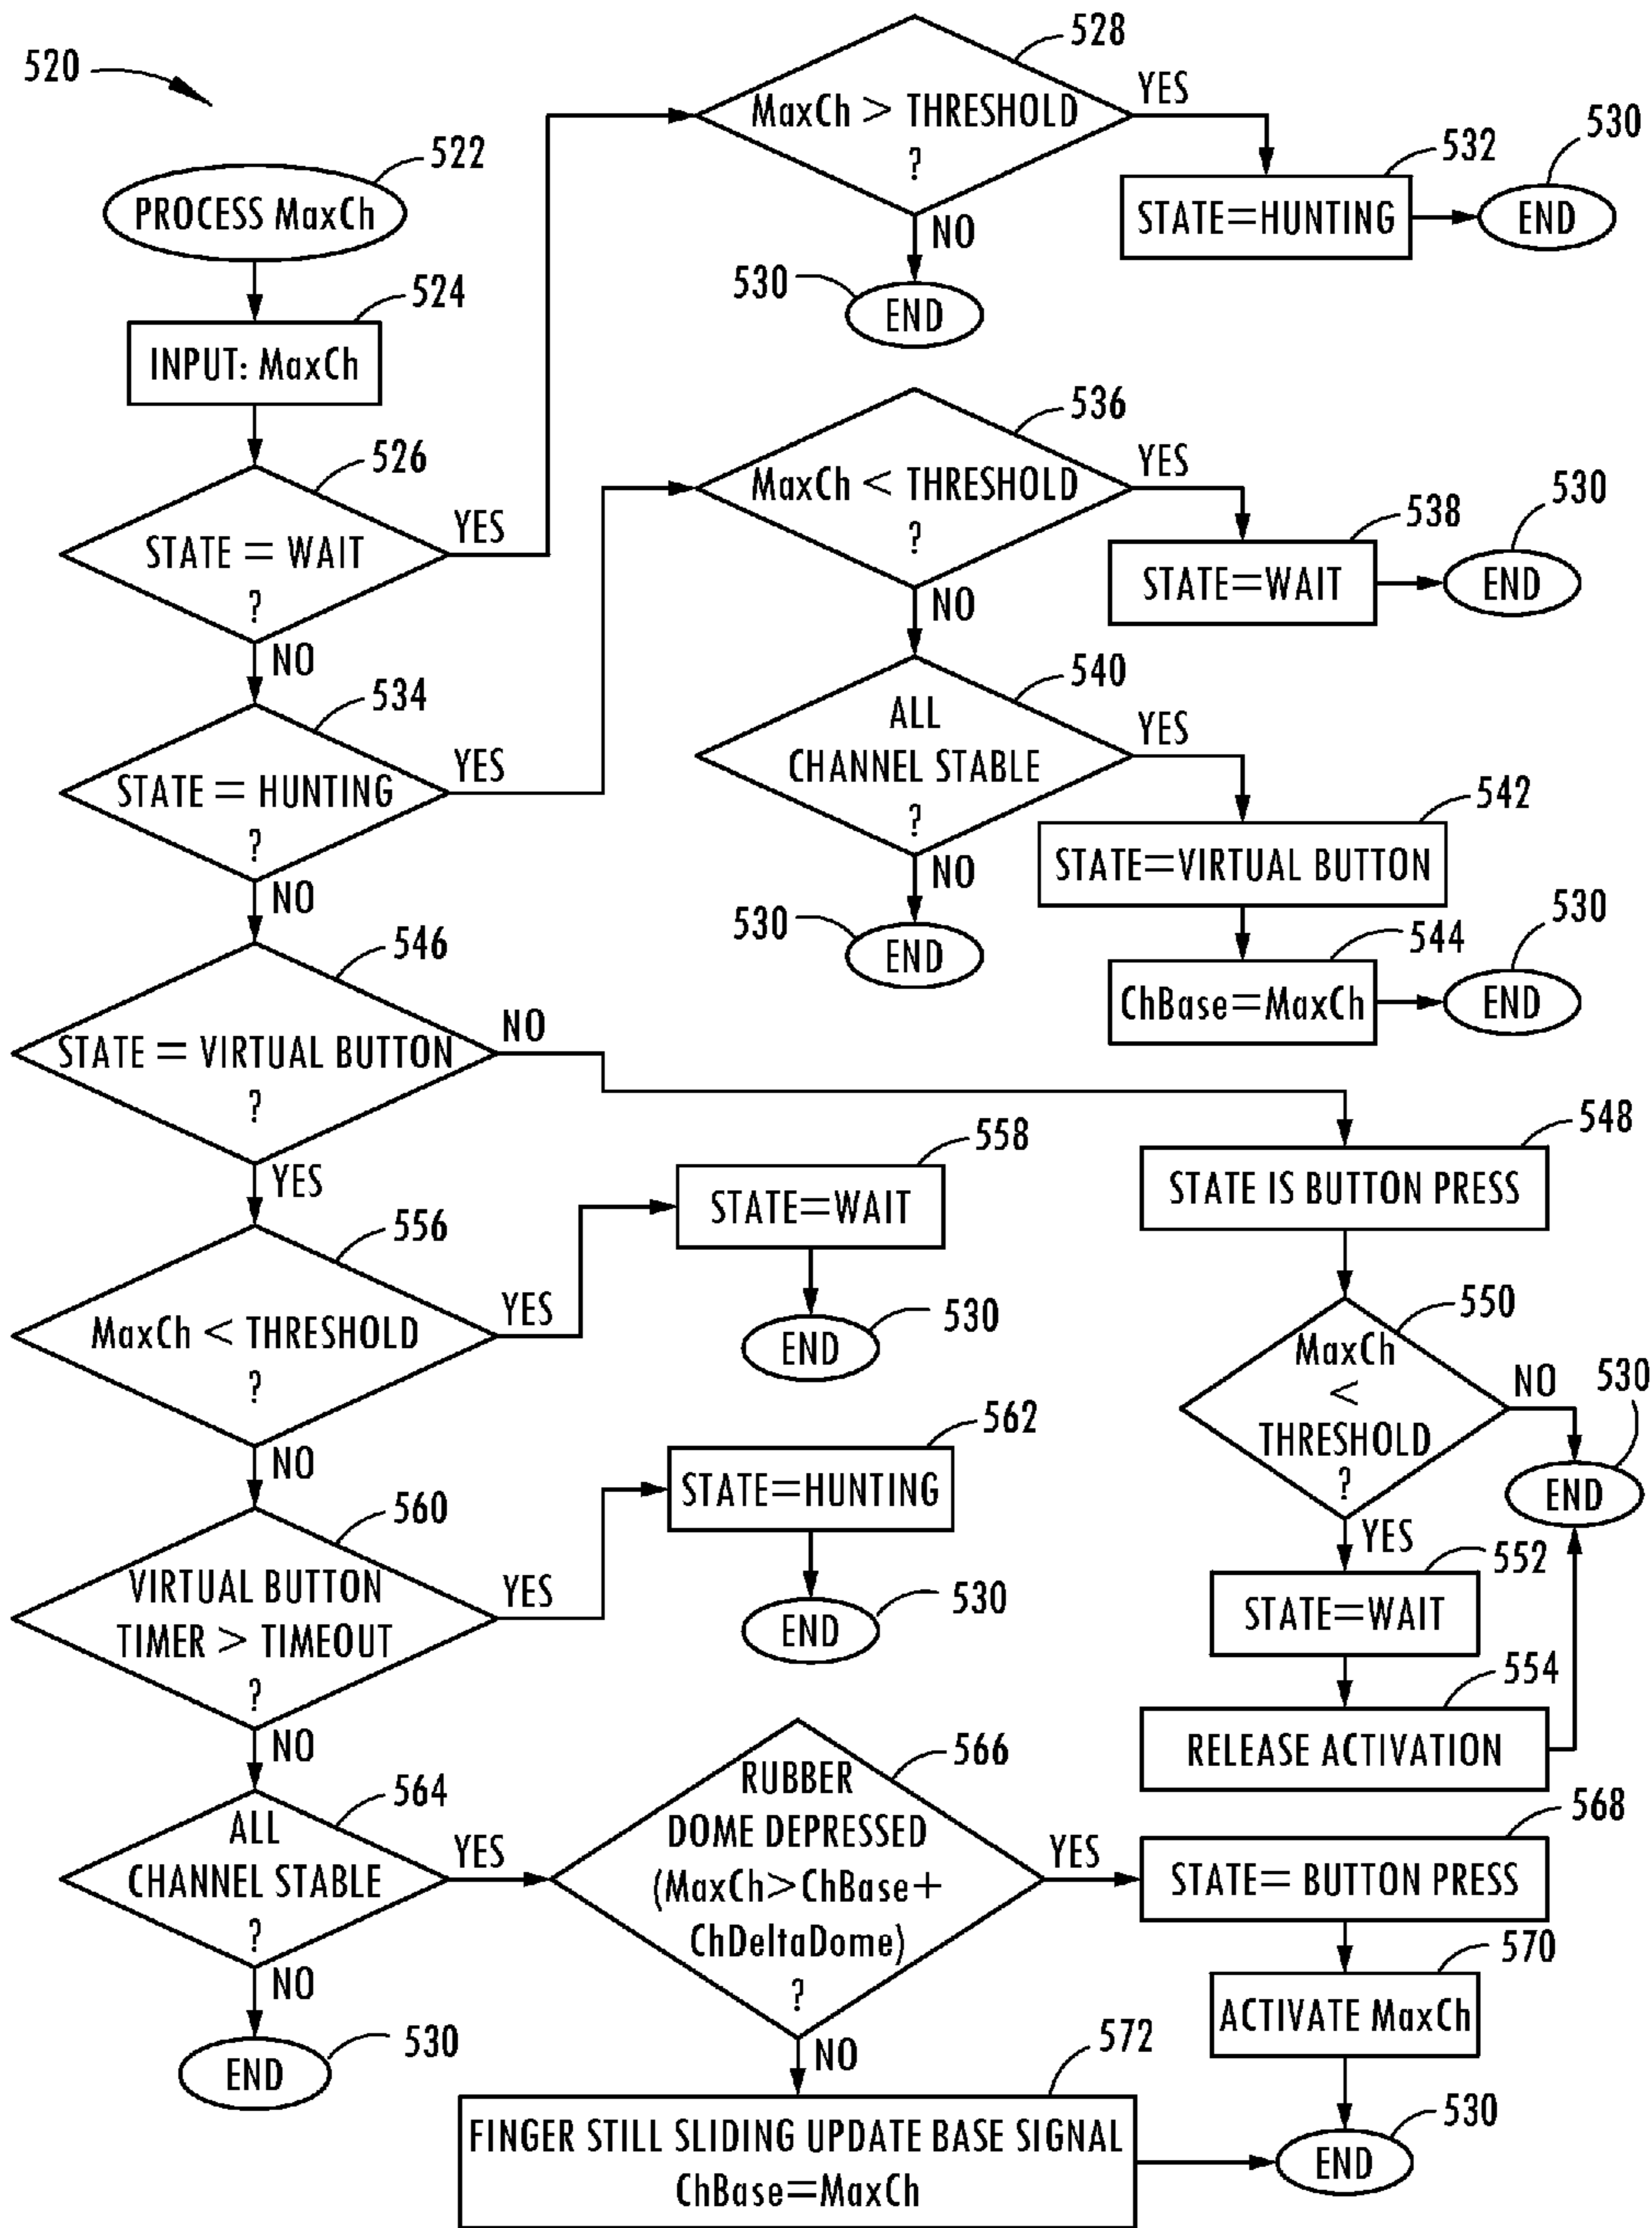 520
522
PROCESS MaxCh
524
INPUT: MaxCh
526
STATE = WAIT
?
YES
NO
528
MaxCh > THRESHOLD
?
YES
NO
530
END
532
STATE=HUNTING
530
END
534
STATE = HUNTING
?
YES
NO
536
MaxCh < THRESHOLD
?
YES
NO
538
STATE=WAIT
530
END
540
ALL
CHANNEL STABLE
?
YES
NO
530
END
542
STATE=VIRTUAL BUTTON
544
ChBase=MaxCh
530
END
546
STATE = VIRTUAL BUTTON
?
NO
YES
548
STATE IS BUTTON PRESS
550
MaxCh
<
THRESHOLD
?
NO
YES
530
END
552
STATE=WAIT
554
RELEASE ACTIVATION
556
MaxCh < THRESHOLD
?
YES
NO
558
STATE=WAIT
530
END
560
VIRTUAL BUTTON
TIMER > TIMEOUT
?
YES
NO
562
STATE=HUNTING
530
END
564
ALL
CHANNEL STABLE
?
YES
NO
530
END
566
RUBBER
DOME DEPRESSED
(MaxCh>ChBase+
ChDeltaDome)
?
YES
NO
568
STATE= BUTTON PRESS
570
ACTIVATE MaxCh
572
FINGER STILL SLIDING UPDATE BASE SIGNAL
ChBase=MaxCh
530
END